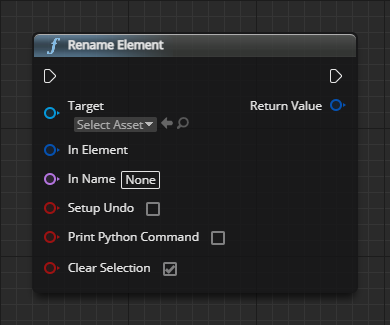 Rename Element
Target
Return Value
Select Asset
In Element
In Name None
Setup Undo
Print Python Command
Clear Selection